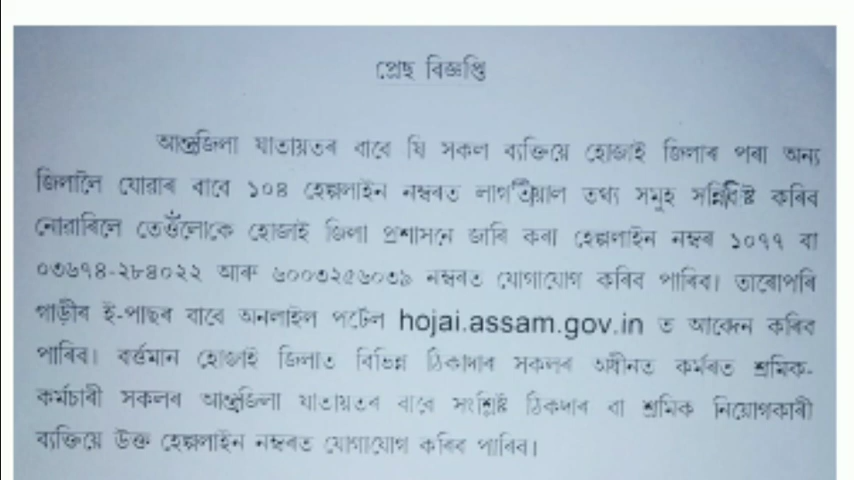 প্ৰেছ বিজ্ঞপ্তি
আন্তঃজিলা যাতায়তৰ বাবে যি সকল ব্যক্তিয়ে হোজাই জিলাৰ পৰা অন্য
জিলালৈ যোৱাৰ বাবে ১০৪ হেল্পলাইন নম্বৰত লাগতিয়াল তথ্য সমূহ সন্নিবিষ্ট কৰিব
নোৱাৰিলে তেওঁলোকে হোজাই জিলা প্ৰশাসনে জাৰি কৰা হেল্পলাইন নম্বৰ ১০৭৭ বা
০৩৬৭৪-২৮৪০২২ আৰু ৬০০৩২৫৬০৩৯ নম্বৰত যোগাযোগ কৰিব পাৰিব। তাৰোপৰি
গাড়ীৰ ই-পাছৰ বাবে অনলাইল পৰ্টেল hojai.assam.gov.in ত আবেদন কৰিব
পাৰিব। বৰ্ত্তমান হোজাই জিলাত বিভিন্ন ঠিকাদাৰ সকলৰ অধীনত কৰ্মৰত শ্ৰমিক-
কৰ্মচাৰী সকলৰ আন্তঃজিলা যাতায়তৰ বাবে সংশ্লিষ্ট ঠিকদাৰ বা শ্ৰমিক নিয়োগকাৰী
ব্যক্তিয়ে উক্ত হেল্পলাইন নম্বৰত যোগাযোগ কৰিব পাৰিব।